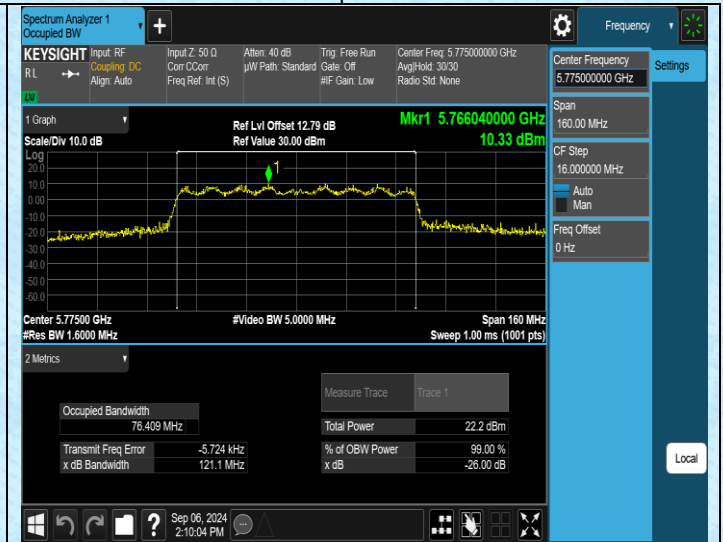 Spectrum Analyzer 1
Occupied BW
Frequency
KEYSIGHT
RL
LXI
Input: RF
Coupling: DC
Align: Auto
Input Z: 50 Ω
Corr CCorr
Freq Ref: Int (S)
Atten: 40 dB
µW Path: Standard
Trig: Free Run
Gate: Off
#IF Gain: Low
Center Freq: 5.775000000 GHz
Avg|Hold: 30/30
Radio Std: None
Center Frequency
5.775000000 GHz
Settings
Span
160.00 MHz
CF Step
16.000000 MHz
Auto
Man
Freq Offset
0 Hz
1 Graph
Scale/Div 10.0 dB
Ref Lvl Offset 12.79 dB
Ref Value 30.00 dBm
Mkr1 5.766040000 GHz
10.33 dBm
Log
20.0
10.0
0.00
-10.0
-20.0
-30.0
-40.0
-50.0
-60.0
1
Center 5.77500 GHz
#Res BW 1.6000 MHz
#Video BW 5.0000 MHz
Span 160 MHz
Sweep 1.00 ms (1001 pts)
2 Metrics
Measure Trace
Trace 1
Occupied Bandwidth
76.409 MHz
Total Power
22.2 dBm
Transmit Freq Error
-5.724 kHz
% of OBW Power
99.00 %
x dB Bandwidth
121.1 MHz
x dB
-26.00 dB
Local
?
Sep 06, 2024
2:10:04 PM